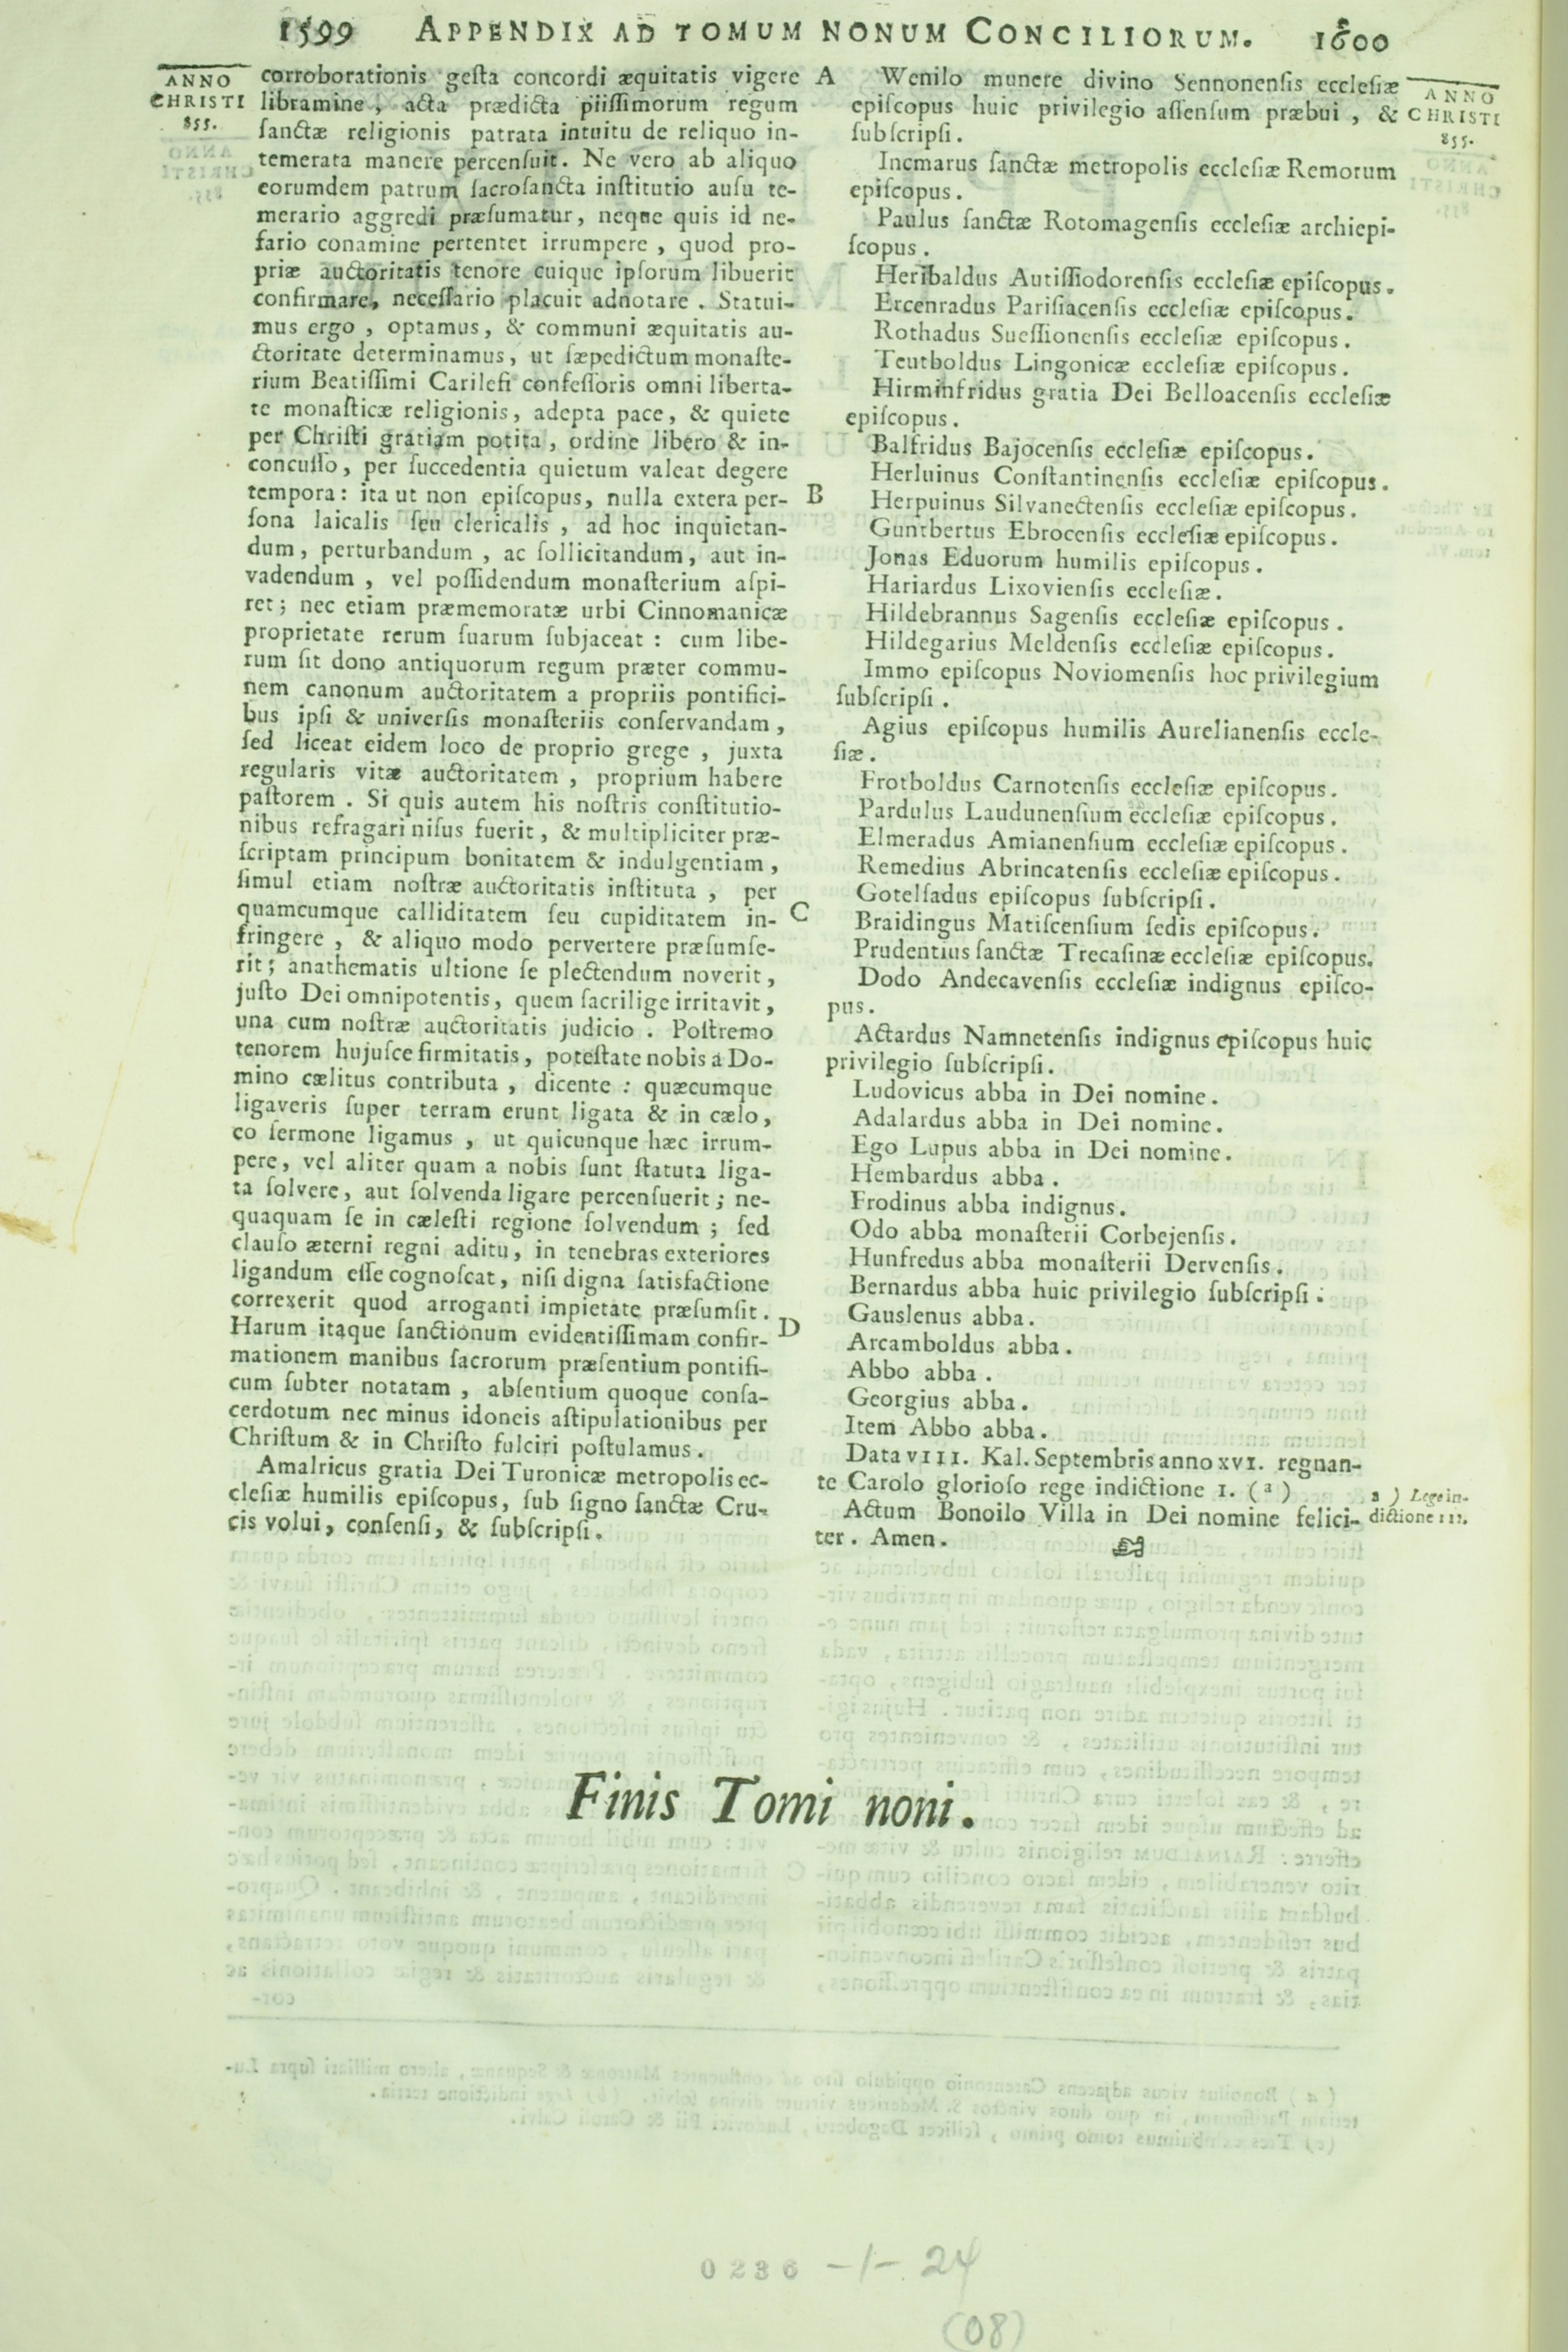 1599 APPENDIX AD TOMUM NONUM CONCILIORUM. 1600
ANNO
CHRISTI
855.
corroborationis geſta concordi æquitatis vigere
libramine, acta prædicta piiſſimorum regum
ſanctæ religionis patrata intuitu de reliquo in-
temerata manere percenſuit. Ne vero ab aliquo
eorumdem patrum ſacroſancta inſtitutio auſu te-
merario aggredi præſumatur, neque quis id ne-
fario conamine pertentet irrumpere, quod pro-
priæ auctoritatis tenore cuique ipſorum libuerit
confirmare, neceſſario placuit adnotare. Statui-
mus ergo, optamus, & communi æquitatis au-
ctoritate determinamus, ut ſæpedictum monaſte-
rium Beatiſſimi Carileſi confeſſoris omni liberta-
te monaſticæ religionis, adepta pace, & quiete
per Chriſti gratiam potita, ordine libero & in-
concuſſo, per ſuccedentia quietum valeat degere
tempora: ita ut non epiſcopus, nulla extera per-
ſona laicalis ſeu clericalis, ad hoc inquietan-
dum, perturbandum, ac ſollicitandum, aut in-
vadendum, vel poſſidendum monaſterium aſpi-
ret; nec etiam præmemoratæ urbi Cinnomanicæ
proprietate rerum ſuarum ſubjaceat: cum libe-
rum ſit dono antiquorum regum præter commu-
nem canonum auctoritatem a propriis pontifici-
bus ipſi & univerſis monaſteriis conſervandam,
ſed liceat eidem loco de proprio grege, juxta
regularis vitæ auctoritatem, proprium habere
paſtorem. Si quis autem his noſtris conſtitutio-
nibus refragari niſus fuerit, & multipliciter præ-
ſcriptam principum bonitatem & indulgentiam,
ſimul etiam noſtræ auctoritatis inſtituta, per
quamcumque calliditatem ſeu cupiditatem in-
fringere, & aliquo modo pervertere præſumſe-
rit; anathematis ultione ſe plectendum noverit,
juſto Dei omnipotentis, quem ſacrilige irritavit,
una cum noſtræ auctoritatis judicio. Poſtremo
tenorem hujuſce firmitatis, poteſtate nobis a Do-
mino cælitus contributa, dicente: quæcumque
ligaveris ſuper terram erunt ligata & in cælo,
eo ſermone ligamus, ut quicunque hæc irrum-
pere, vel aliter quam a nobis ſunt ſtatuta liga-
ta ſolvere, aut ſolvenda ligare percenſuerit; ne-
quaquam ſe in cæleſti regione ſolvendum; ſed
clauſo æterni regni aditu, in tenebras exteriores
ligandum eſſe cognoſcat, niſi digna ſatisfactione
correxerit quod arroganti impietate præſumſit.
Harum itaque ſanctionum evidentiſſimam confir-
mationem manibus ſacrorum præſentium pontifi-
cum ſubter notatam, abſentium quoque conſa-
cerdotum nec minus idoneis aſtipulationibus per
Chriſtum & in Chriſto fulciri poſtulamus.
Amalricus gratia Dei Turonicæ metropolis ec-
cleſiæ humilis epiſcopus, ſub ſigno ſanctæ Cru-
cis volui, conſenſi, & ſubſcripſi.
A
B
C
D
Wenilo munere divino Sennonenſis eccleſiæ
epiſcopus huic privilegio aſſenſum præbui, &
ſubſcripſi.
Incmarus ſanctæ metropolis eccleſiæ Remorum
epiſcopus.
Paulus ſanctæ Rotomagenſis eccleſiæ archiepi-
ſcopus.
Heribaldus Autiſſiodorenſis eccleſiæ epiſcopus.
Ercenradus Pariſiacenſis eccleſiæ epiſcopus.
Rothadus Sueſſionenſis eccleſiæ epiſcopus.
Teutboldus Lingonicæ eccleſiæ epiſcopus.
Hirminfridus gratia Dei Belloacenſis eccleſiæ
epiſcopus.
Balfridus Bajocenſis eccleſiæ epiſcopus.
Herluinus Conſtantinenſis eccleſiæ epiſcopus.
Herpuinus Silvanectenſis eccleſiæ epiſcopus.
Guntbertus Ebrocenſis eccleſiæ epiſcopus.
Jonas Eduorum humilis epiſcopus.
Hariardus Lixovienſis eccleſiæ.
Hildebrannus Sagenſis eccleſiæ epiſcopus.
Hildegarius Meldenſis eccleſiæ epiſcopus.
Immo epiſcopus Noviomenſis hoc privilegium
ſubſcripſi.
Agius epiſcopus humilis Aurelianenſis eccle-
ſiæ.
Frotboldus Carnotenſis eccleſiæ epiſcopus.
Pardulus Laudunenſium eccleſiæ epiſcopus.
Elmeradus Amianenſium eccleſiæ epiſcopus.
Remedius Abrincatenſis eccleſiæ epiſcopus.
Gotelſadus epiſcopus ſubſcripſi.
Braidingus Matiſcenſium ſedis epiſcopus.
Prudentius ſanctæ Trecaſinæ eccleſiæ epiſcopus.
Dodo Andecavenſis eccleſiæ indignus epiſco-
pus.
Actardus Namnetenſis indignus epiſcopus huic
privilegio ſubſcripſi.
Ludovicus abba in Dei nomine.
Adalardus abba in Dei nomine.
Ego Lupus abba in Dei nomine.
Hembardus abba.
Frodinus abba indignus.
Odo abba monaſterii Corbejenſis.
Hunfredus abba monaſterii Dervenſis.
Bernardus abba huic privilegio ſubſcripſi.
Gauslenus abba.
Arcamboldus abba.
Abbo abba.
Georgius abba.
Item Abbo abba.
Data VIII. Kal. Septembris anno XVI. regnan-
te Carolo glorioſo rege indictione I. (a)
Actum Bonoilo Villa in Dei nomine felici-
ter. Amen.
ANNO
CHRISTI
855.
a) Lege in-
dictione III.
Finis Tomi noni.
0236 -1- 24
(08)